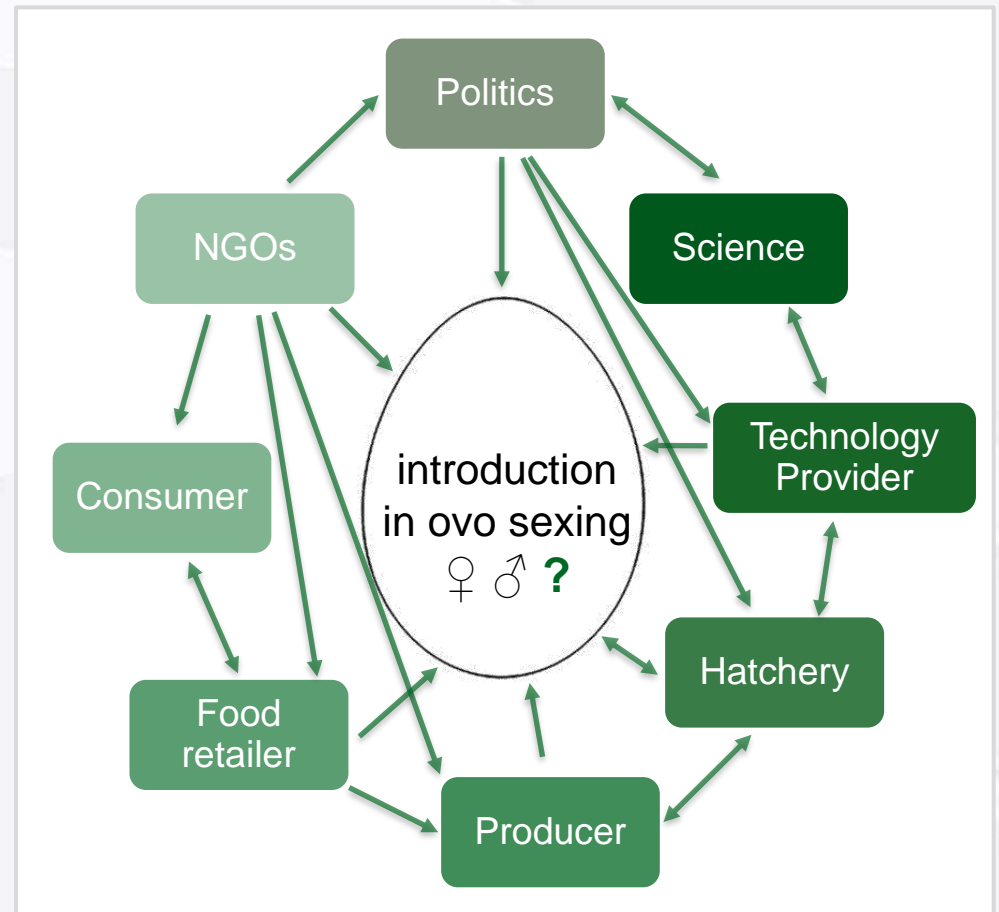 Politics
NGOs
Science
introduction
in ovo sexing
♀ ♂ ?
Technology
Provider
Consumer
Hatchery
Food
retailer
Producer